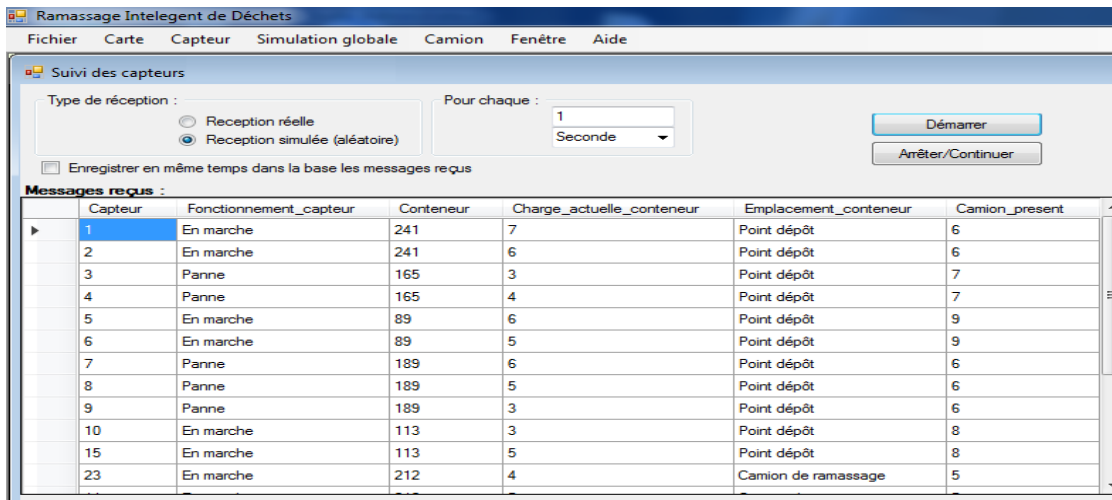 Ramassage Intelegent de Déchets
Fichier Carte Capteur Simulation globale Camion Fenêtre Aide
Suivi des capteurs
Type de réception : Pour chaque :
Reception réelle 1
Reception simulée (aléatoire) Seconde
Démarrer
Arrêter/Continuer
Enregistrer en même temps dans la base les messages reçus
Messages reçus :
Capteur Fonctionnement_capteur Conteneur Charge_actuelle_conteneur Emplacement_conteneur Camion_present
1 En marche 241 7 Point dépôt 6
2 En marche 241 6 Point dépôt 6
3 Panne 165 3 Point dépôt 7
4 Panne 165 4 Point dépôt 7
5 En marche 89 6 Point dépôt 9
6 En marche 89 5 Point dépôt 9
7 Panne 189 6 Point dépôt 6
8 Panne 189 5 Point dépôt 6
9 Panne 189 3 Point dépôt 6
10 En marche 113 3 Point dépôt 8
15 En marche 113 5 Point dépôt 8
23 En marche 212 4 Camion de ramassage 5